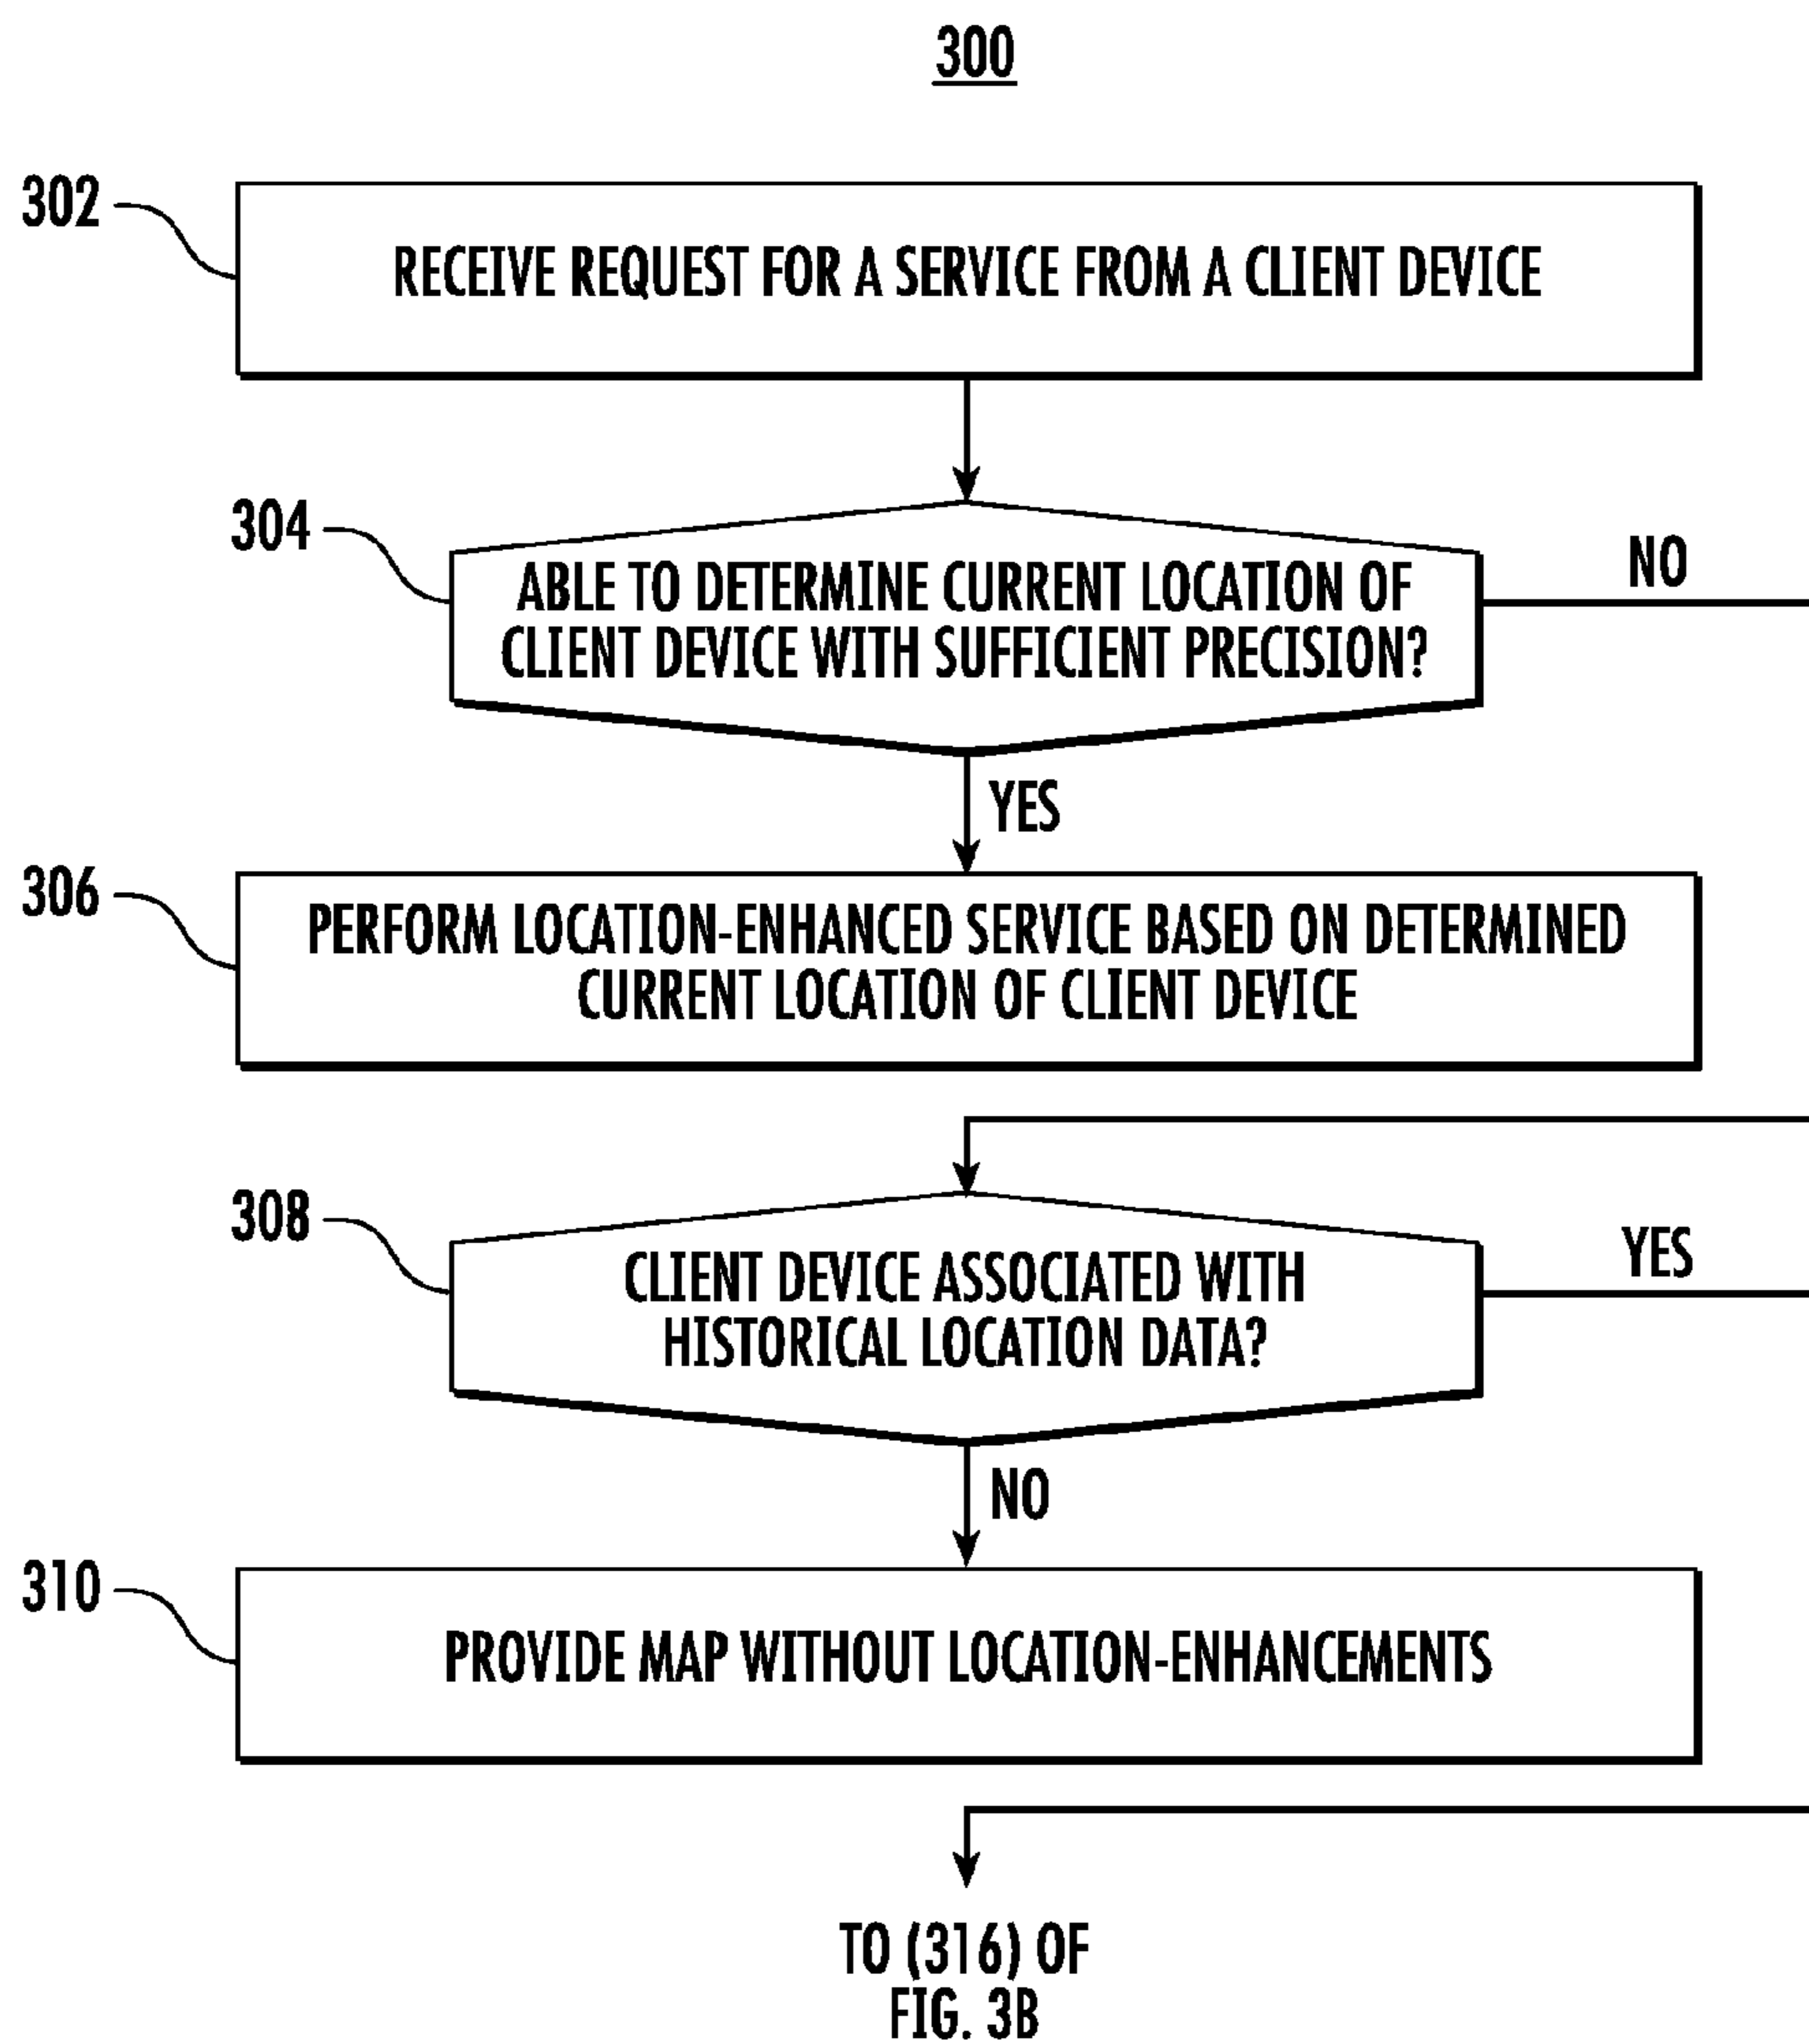 300
302
RECEIVE REQUEST FOR A SERVICE FROM A CLIENT DEVICE
304
ABLE TO DETERMINE CURRENT LOCATION OF
CLIENT DEVICE WITH SUFFICIENT PRECISION?
NO
YES
306
PERFORM LOCATION-ENHANCED SERVICE BASED ON DETERMINED
CURRENT LOCATION OF CLIENT DEVICE
308
CLIENT DEVICE ASSOCIATED WITH
HISTORICAL LOCATION DATA?
YES
NO
310
PROVIDE MAP WITHOUT LOCATION-ENHANCEMENTS
TO (316) OF
FIG. 3B